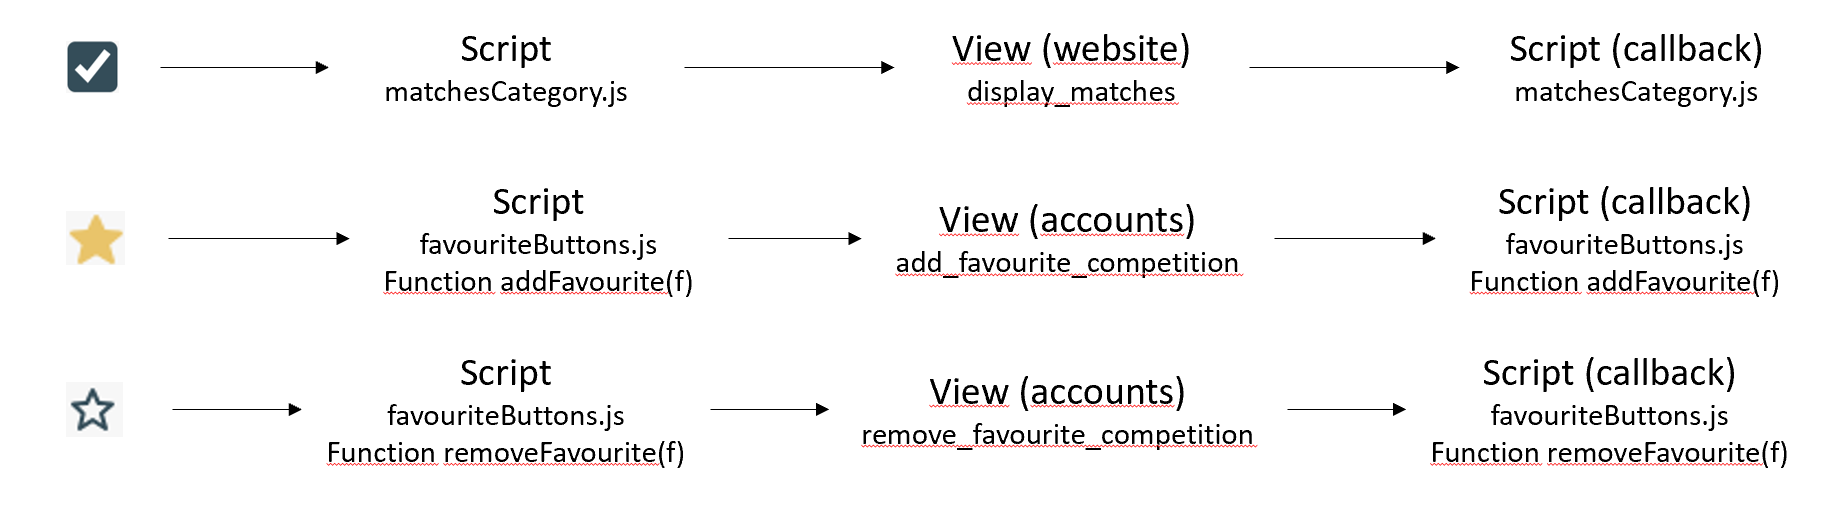 Script
matchesCategory.js
View (website)
display_matches
Script (callback)
matchesCategory.js
Script
favouriteButtons.js
Function addFavourite(f)
View (accounts)
add_favourite_competition
Script (callback)
favouriteButtons.js
Function addFavourite(f)
Script
favouriteButtons.js
Function removeFavourite(f)
View (accounts)
remove_favourite_competition
Script (callback)
favouriteButtons.js
Function removeFavourite(f)